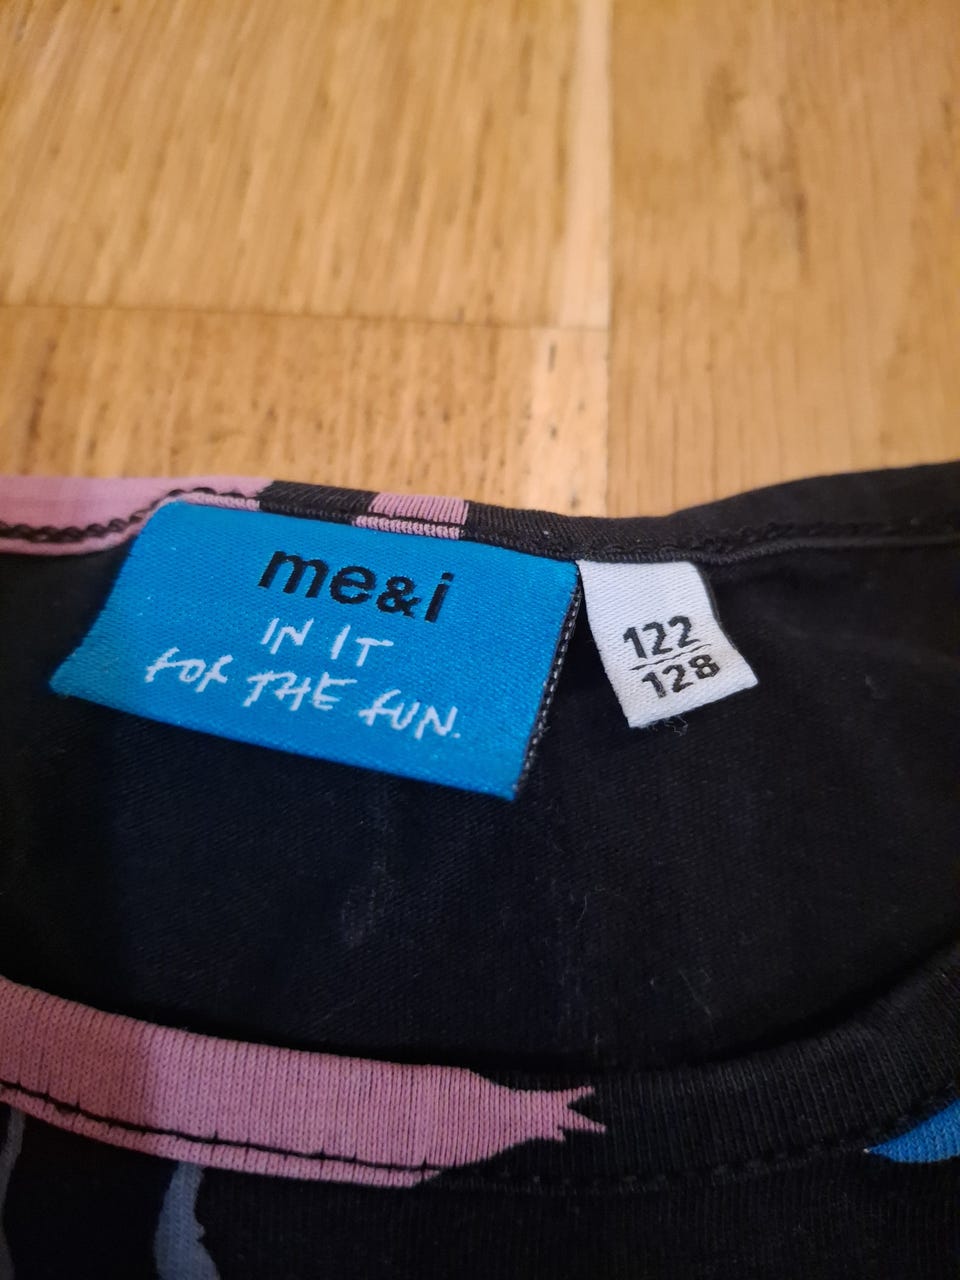 me&i
IN IT
FOR THE FUN.
122
128